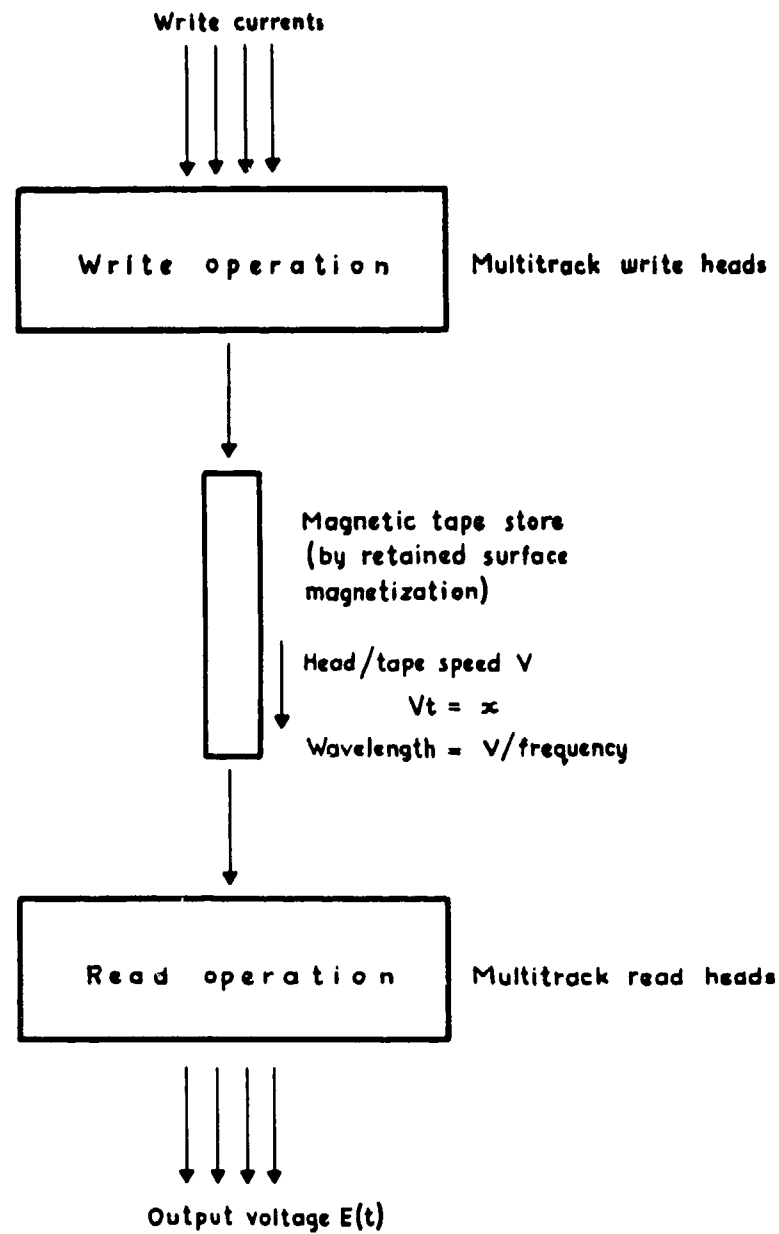 Write currents
Write operation
Multitrack write heads
Magnetic tape store
(by retained surface
magnetization)
Head/tape speed V
Vt = x
Wavelength = V/frequency
Read operation
Multitrack read heads
Output voltage E(t)